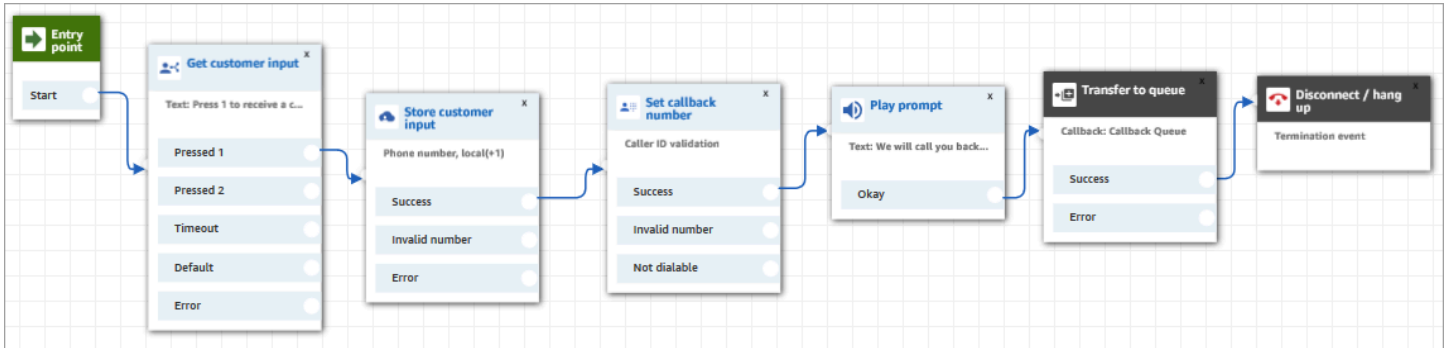 Entry
point
Start
x
Get customer input
Text: Press 1 to receive a c...
Pressed 1
Pressed 2
Timeout
Default
Error
x
Store customer
input
Phone number, local(+1)
Success
Invalid number
Error
x
Set callback
number
Caller ID validation
Success
Invalid number
Not dialable
x
Play prompt
Text: We will call you back...
Okay
x
Transfer to queue
Callback: Callback Queue
Success
Error
x
Disconnect / hang
up
Termination event